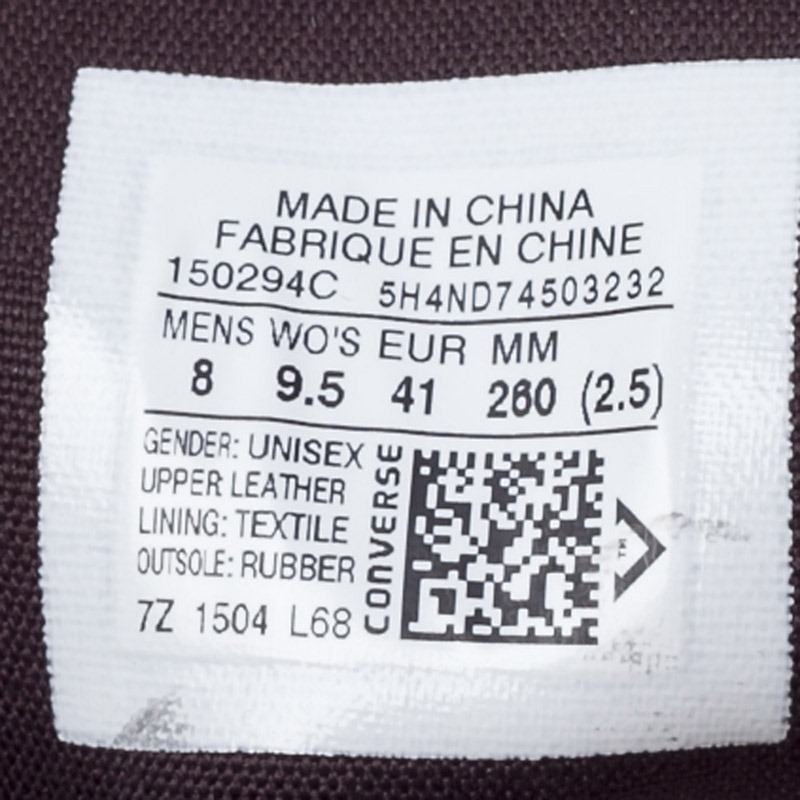 MADE IN CHINA
FABRIQUE EN CHINE
150294C 5H4ND74503232
MENS WO'S EUR MM
8 9.5 41 260 (2.5)
GENDER: UNISEX
UPPER LEATHER
LINING: TEXTILE
OUTSOLE: RUBBER
7Z 1504 L68
CONVERSE
TM